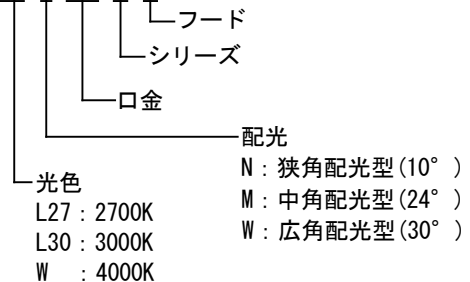 フード
シリーズ
口金
配光
N：狭角配光型(10°)
M：中角配光型(24°)
W：広角配光型(30°)
光色
L27：2700K
L30：3000K
W　：4000K